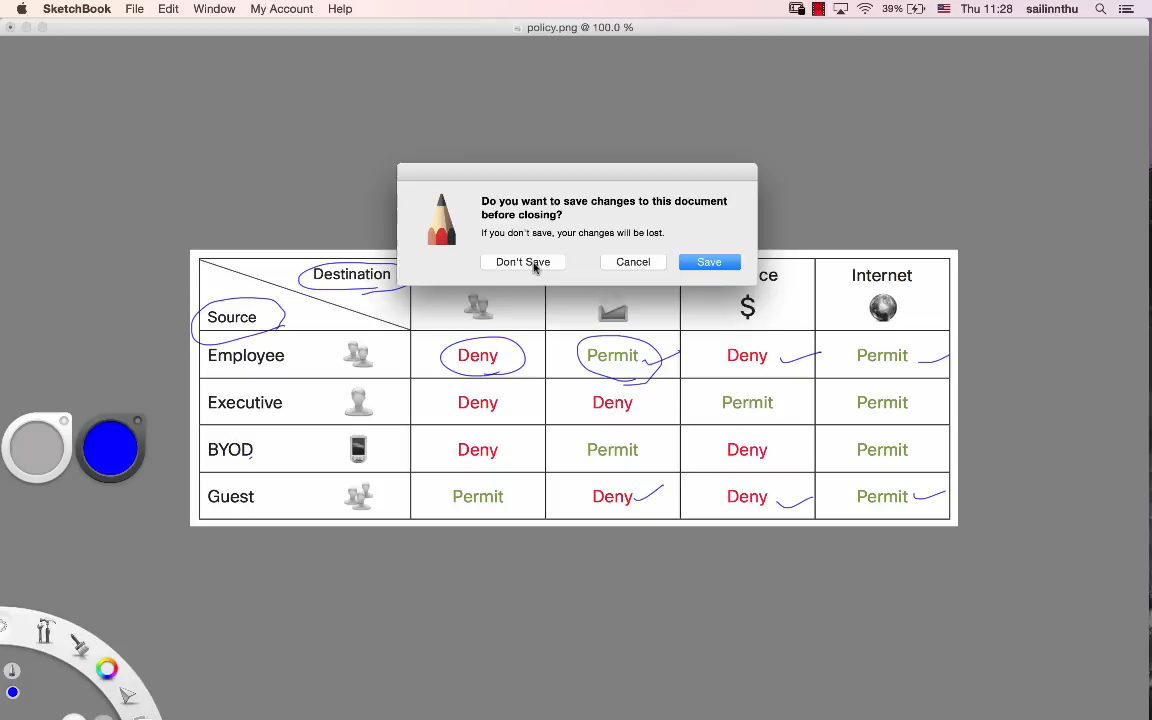 SketchBook File Edit Window My Account Help 39% Thu 11:28 sailinnthu
policy.png @ 100.0 %
Do you want to save changes to this document
before closing?
If you don't save, your changes will be lost.
Don't Save Cancel Save
Destination Internet
Source $
Employee Deny Permit Deny Permit
Executive Deny Deny Permit Permit
BYOD Deny Permit Deny Permit
Guest Permit Deny Deny Permit